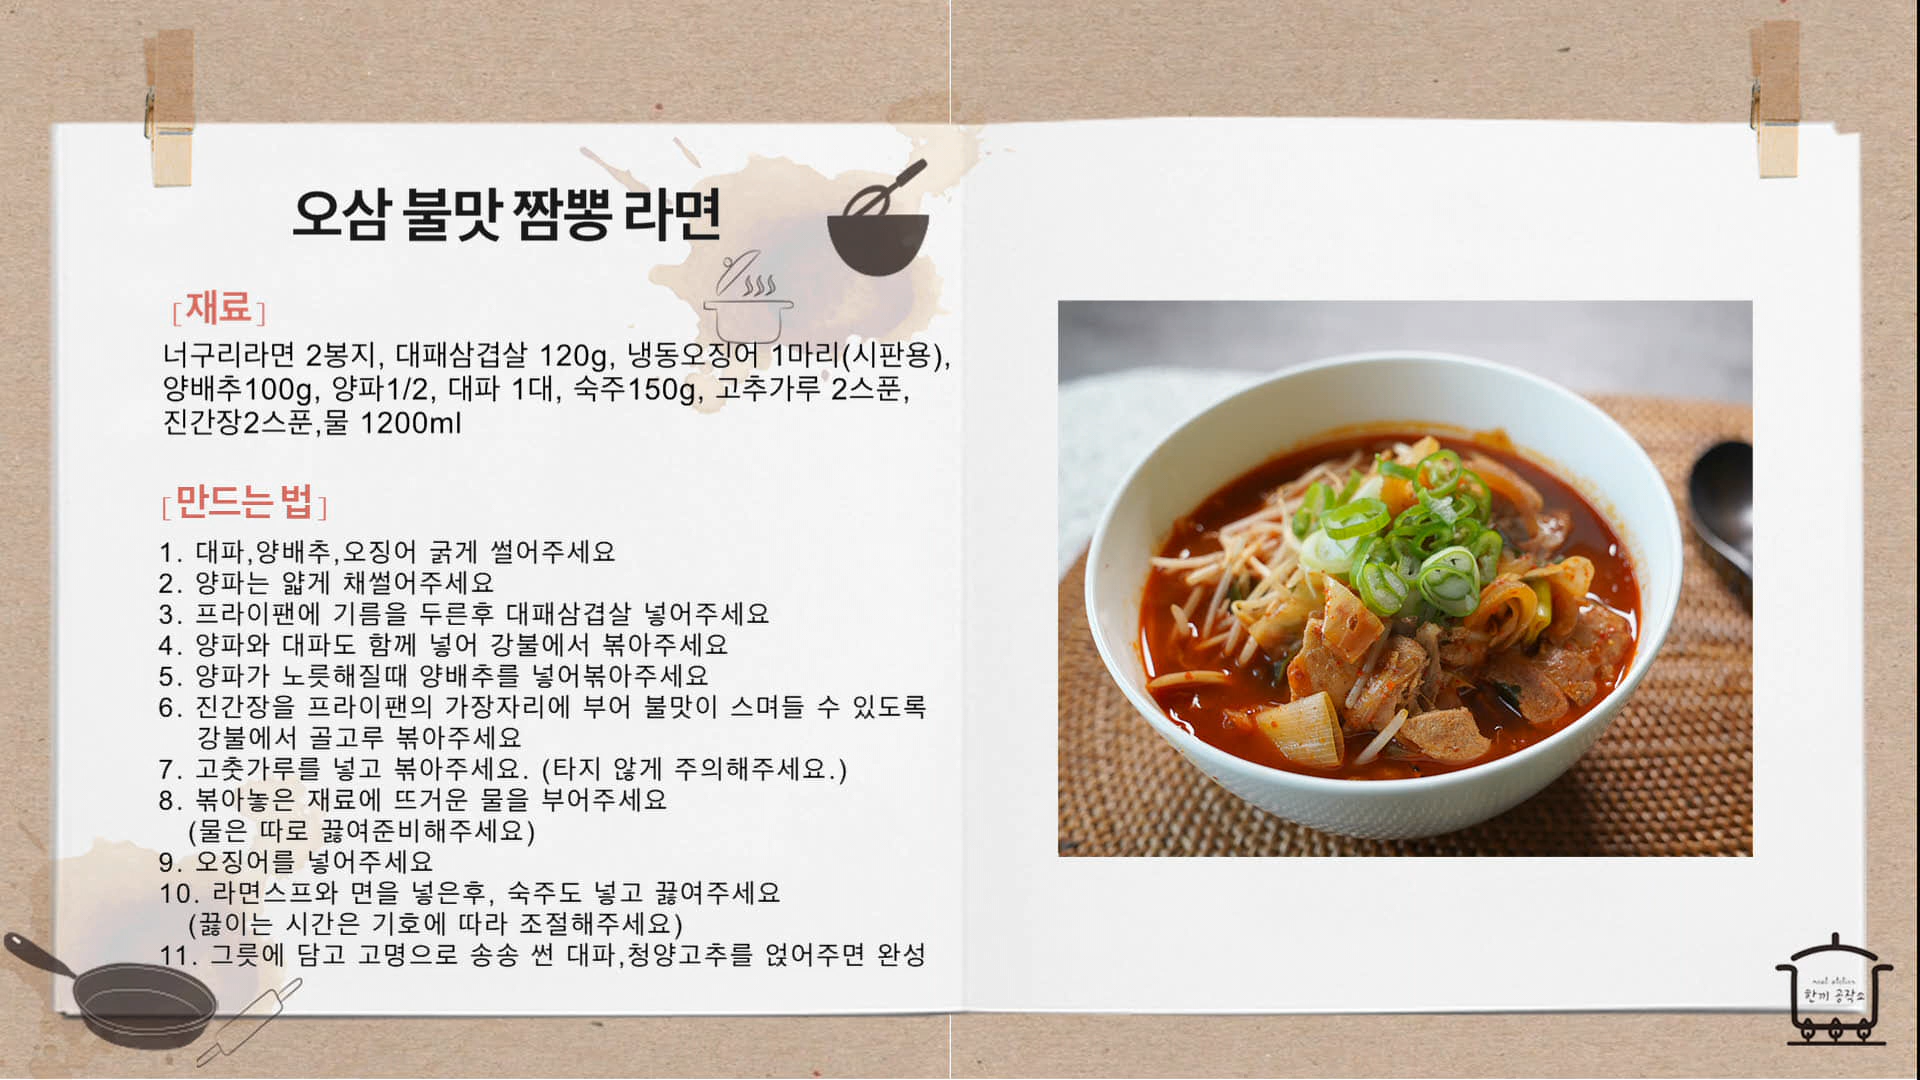 오삼 불맛 짬뽕 라면
[재료]
너구리라면 2봉지, 대패삼겹살 120g, 냉동오징어 1마리(시판용),
양배추100g, 양파1/2, 대파 1대, 숙주150g, 고추가루 2스푼,
진간장2스푼,물 1200ml
[만드는 법]
1. 대파,양배추,오징어 굵게 썰어주세요
2. 양파는 얇게 채썰어주세요
3. 프라이팬에 기름을 두른후 대패삼겹살 넣어주세요
4. 양파와 대파도 함께 넣어 강불에서 볶아주세요
5. 양파가 노릇해질때 양배추를 넣어볶아주세요
6. 진간장을 프라이팬의 가장자리에 부어 불맛이 스며들 수 있도록
강불에서 골고루 볶아주세요
7. 고춧가루를 넣고 볶아주세요. (타지 않게 주의해주세요.)
8. 볶아놓은 재료에 뜨거운 물을 부어주세요
(물은 따로 끓여준비해주세요)
9. 오징어를 넣어주세요
10. 라면스프와 면을 넣은후, 숙주도 넣고 끓여주세요
(끓이는 시간은 기호에 따라 조절해주세요)
11. 그릇에 담고 고명으로 송송 썬 대파,청양고추를 얹어주면 완성
meal atelier
한끼 공작소